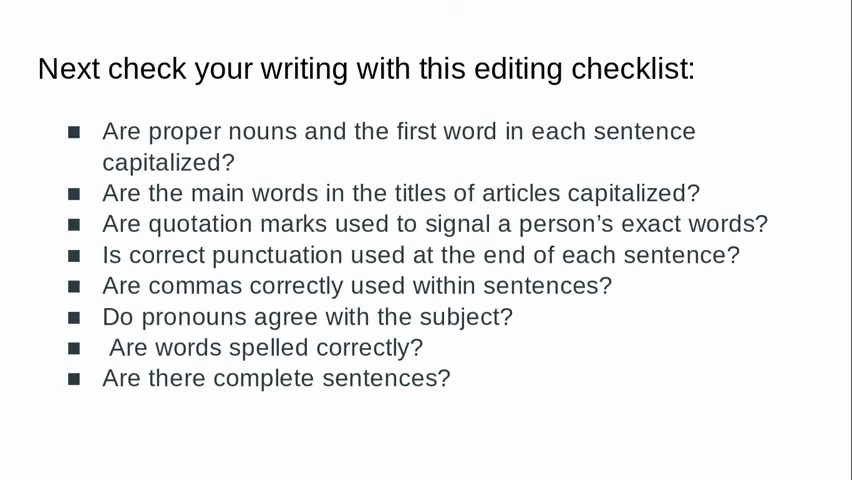 Next check your writing with this editing checklist:
■ Are proper nouns and the first word in each sentence
capitalized?
■ Are the main words in the titles of articles capitalized?
■ Are quotation marks used to signal a person’s exact words?
■ Is correct punctuation used at the end of each sentence?
■ Are commas correctly used within sentences?
■ Do pronouns agree with the subject?
■ Are words spelled correctly?
■ Are there complete sentences?